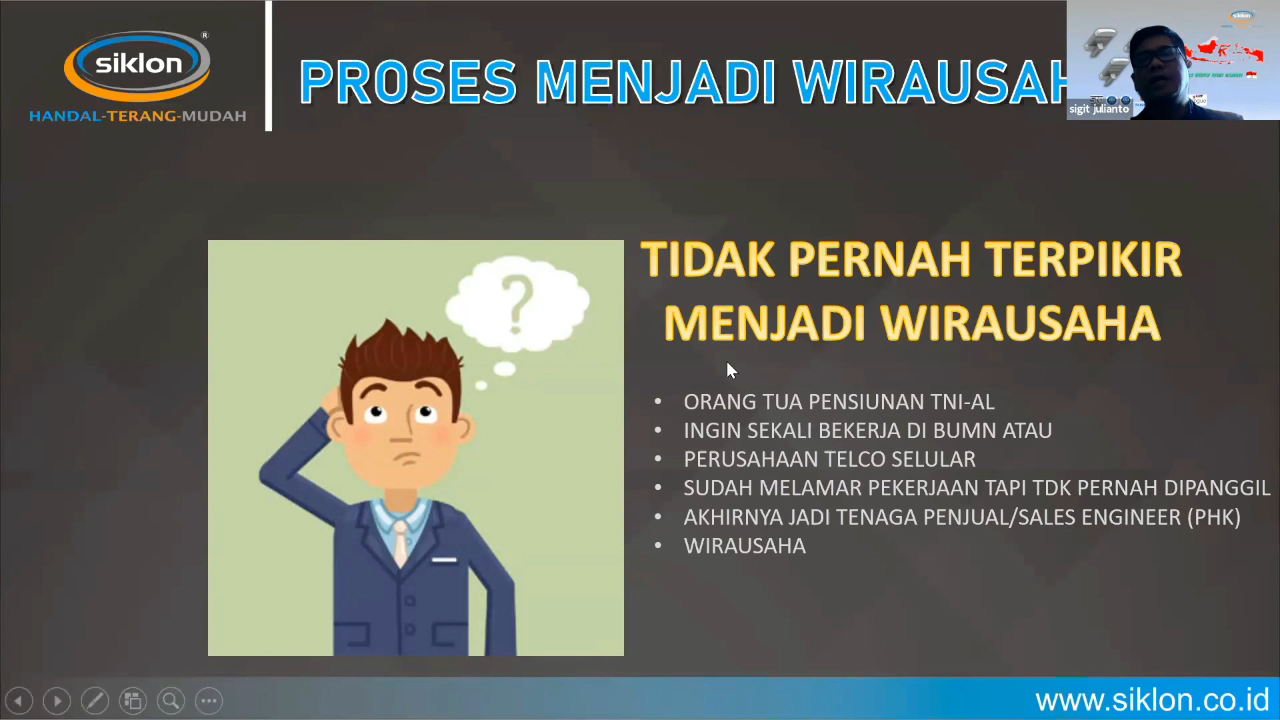 siklon
®
HANDAL-TERANG-MUDAH
PROSES MENJADI WIRAUSAH
sigit julianto
?
TIDAK PERNAH TERPIKIR
MENJADI WIRAUSAHA
• ORANG TUA PENSIUNAN TNI-AL
• INGIN SEKALI BEKERJA DI BUMN ATAU
• PERUSAHAAN TELCO SELULAR
• SUDAH MELAMAR PEKERJAAN TAPI TDK PERNAH DIPANGGIL
• AKHIRNYA JADI TENAGA PENJUAL/SALES ENGINEER (PHK)
• WIRAUSAHA
www.siklon.co.id